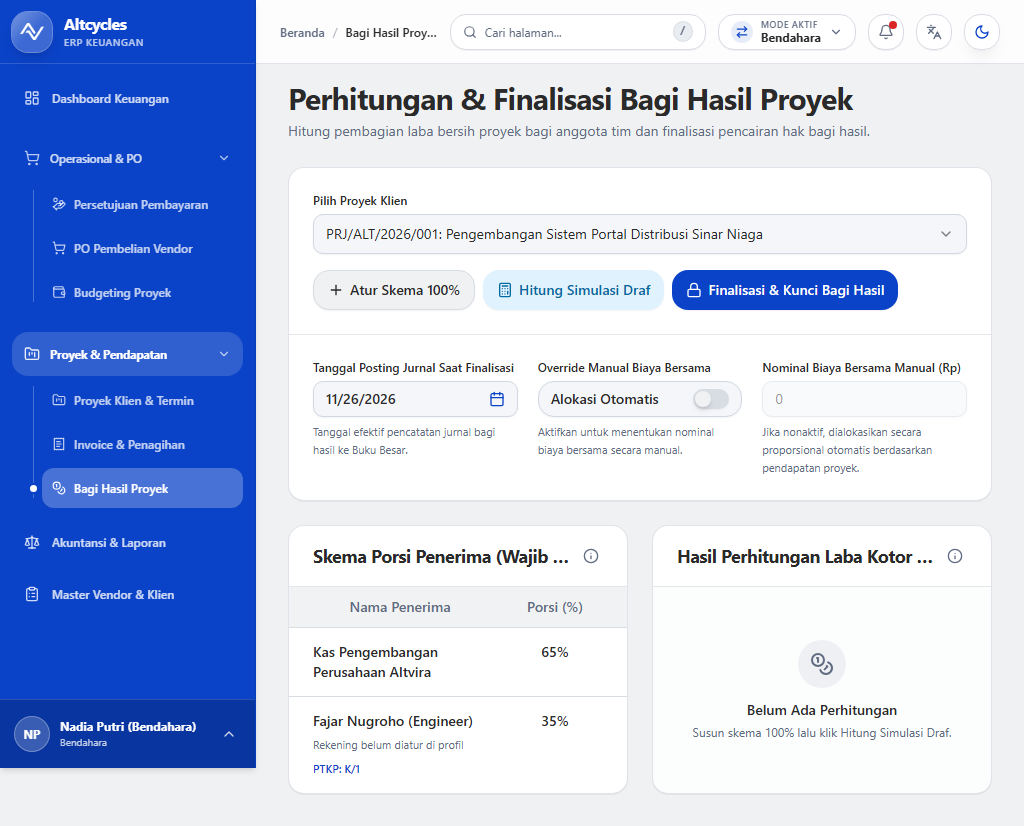 Altcycles
ERP KEUANGAN
Dashboard Keuangan
Operasional & PO
Persetujuan Pembayaran
PO Pembelian Vendor
Budgeting Proyek
Proyek & Pendapatan
Proyek Klien & Termin
Invoice & Penagihan
Bagi Hasil Proyek
Akuntansi & Laporan
Master Vendor & Klien
NP
Nadia Putri (Bendahara)
Bendahara
Beranda / Bagi Hasil Proy...
Cari halaman...
/
MODE AKTIF
Bendahara
Perhitungan & Finalisasi Bagi Hasil Proyek
Hitung pembagian laba bersih proyek bagi anggota tim dan finalisasi pencairan hak bagi hasil.
Pilih Proyek Klien
PRJ/ALT/2026/001: Pengembangan Sistem Portal Distribusi Sinar Niaga
Atur Skema 100%
Hitung Simulasi Draf
Finalisasi & Kunci Bagi Hasil
Tanggal Posting Jurnal Saat Finalisasi
11/26/2026
Tanggal efektif pencatatan jurnal bagi
hasil ke Buku Besar.
Override Manual Biaya Bersama
Alokasi Otomatis
Aktifkan untuk menentukan nominal
biaya bersama secara manual.
Nominal Biaya Bersama Manual (Rp)
0
Jika nonaktif, dialokasikan secara
proporsional otomatis berdasarkan
pendapatan proyek.
Skema Porsi Penerima (Wajib ...
Nama Penerima Porsi (%)
Kas Pengembangan 65%
Perusahaan Altvira
Fajar Nugroho (Engineer) 35%
Rekening belum diatur di profil
PTKP: K/1
Hasil Perhitungan Laba Kotor ...
Belum Ada Perhitungan
Susun skema 100% lalu klik Hitung Simulasi Draf.